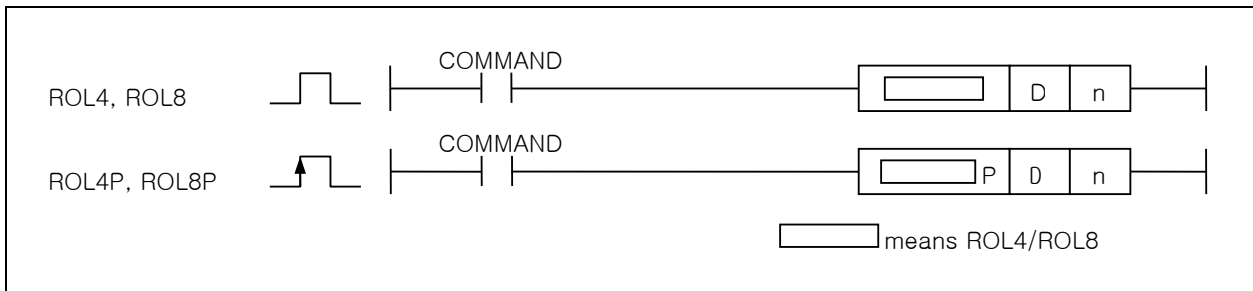 COMMAND
ROL4, ROL8 D n
COMMAND
ROL4P, ROL8P P D n
means ROL4/ROL8